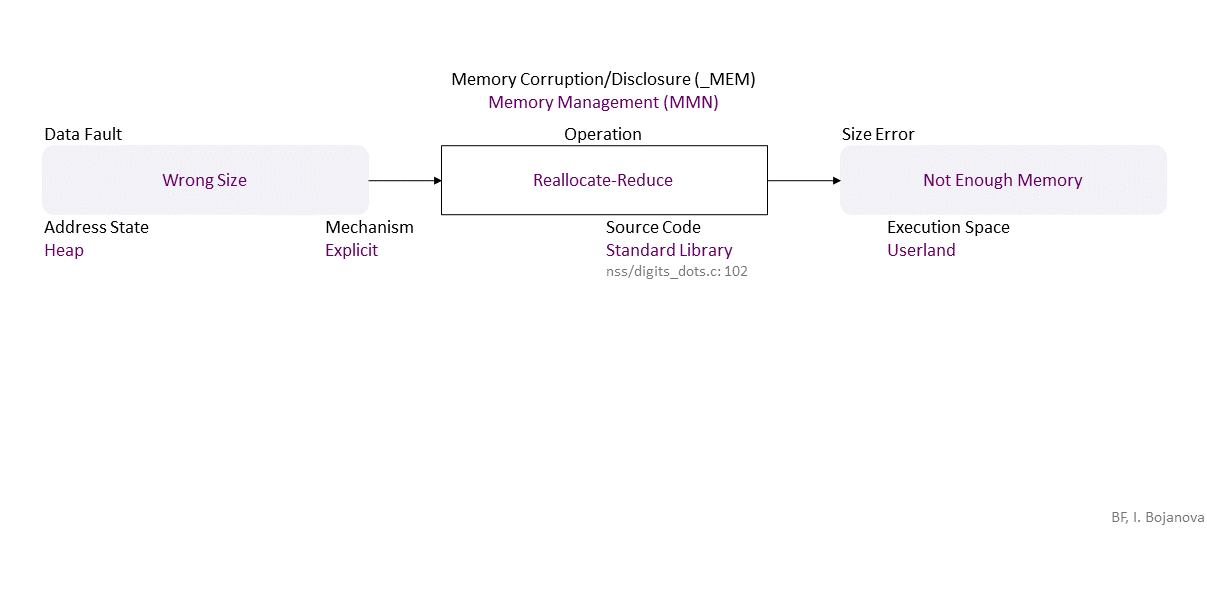 Memory Corruption/Disclosure (_MEM)
Memory Management (MMN)
Data Fault
Operation
Size Error
Wrong Size
Reallocate-Reduce
Not Enough Memory
Address State
Mechanism
Source Code
Execution Space
Heap
Explicit
Standard Library
Userland
nss/digits_dots.c: 102
BF, I. Bojanova